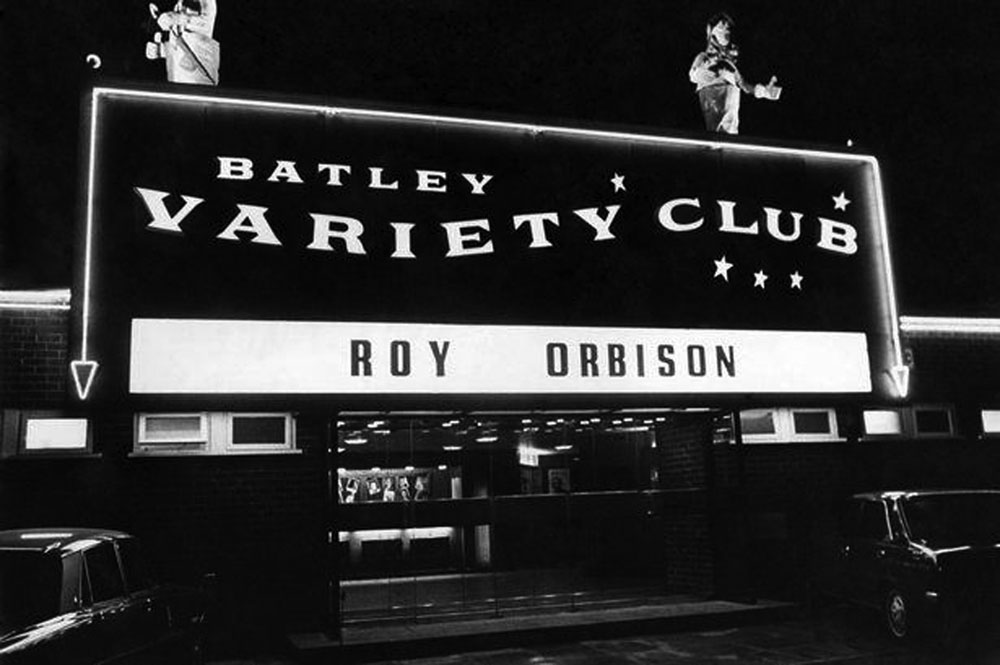 BATLEY
VARIETY CLUB
ROY ORBISON